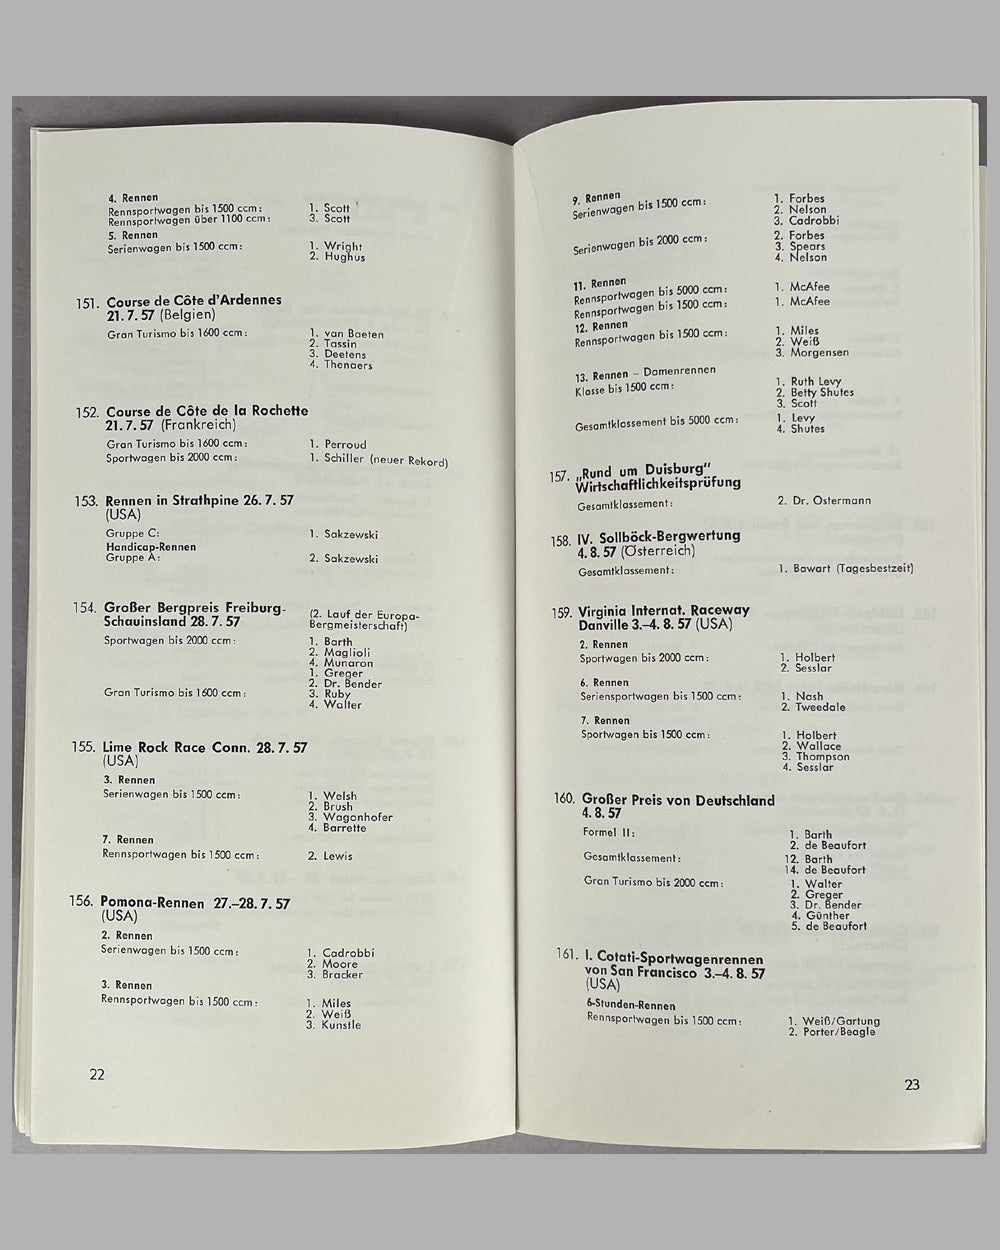 4. Rennen
Rennsportwagen bis 1500 ccm: 1. Scott
Rennsportwagen über 1100 ccm: 3. Scott
5. Rennen
Serienwagen bis 1500 ccm: 1. Wright
2. Hughus
151. Course de Côte d'Ardennes
21. 7. 57 (Belgien)
Gran Turismo bis 1600 ccm: 1. van Baeten
2. Tassin
3. Deetens
4. Thenaers
152. Course de Côte de la Rochette
21. 7. 57 (Frankreich)
Gran Turismo bis 1600 ccm: 1. Perroud
Sportwagen bis 2000 ccm: 1. Schiller (neuer Rekord)
153. Rennen in Strathpine 26. 7. 57
(USA)
Gruppe C: 1. Sakzewski
Handicap-Rennen
Gruppe A: 2. Sakzewski
154. Großer Bergpreis Freiburg-
Schauinsland 28. 7. 57 (2. Lauf der Europa-
Bergmeisterschaft)
Sportwagen bis 2000 ccm: 1. Barth
2. Maglioli
4. Munaron
1. Greger
2. Dr. Bender
Gran Turismo bis 1600 ccm: 3. Ruby
4. Walter
155. Lime Rock Race Conn. 28. 7. 57
(USA)
3. Rennen
Serienwagen bis 1500 ccm: 1. Welsh
2. Brush
3. Wagonhofer
4. Barrette
7. Rennen
Rennsportwagen bis 1500 ccm: 2. Lewis
156. Pomona-Rennen 27.–28. 7. 57
(USA)
2. Rennen
Serienwagen bis 1500 ccm: 1. Cadrobbi
2. Moore
3. Bracker
3. Rennen
Rennsportwagen bis 1500 ccm: 1. Miles
2. Weiß
3. Kunstle
22
9. Rennen
Serienwagen bis 1500 ccm: 1. Forbes
2. Nelson
3. Cadrobbi
Serienwagen bis 2000 ccm: 2. Forbes
3. Spears
4. Nelson
11. Rennen
Rennsportwagen bis 5000 ccm: 1. McAfee
Rennsportwagen bis 1500 ccm: 1. McAfee
12. Rennen
Rennsportwagen bis 1500 ccm: 1. Miles
2. Weiß
3. Morgensen
13. Rennen – Damenrennen
Klasse bis 1500 ccm: 1. Ruth Levy
2. Betty Shutes
3. Scott
Gesamtklassement bis 5000 ccm: 1. Levy
4. Shutes
157. „Rund um Duisburg"
Wirtschaftlichkeitsprüfung
Gesamtklassement: 2. Dr. Ostermann
158. IV. Sollböck-Bergwertung
4. 8. 57 (Österreich)
Gesamtklassement: 1. Bawart (Tagesbestzeit)
159. Virginia Internat. Raceway
Danville 3.–4. 8. 57 (USA)
2. Rennen
Sportwagen bis 2000 ccm: 1. Holbert
2. Sesslar
6. Rennen
Seriensportwagen bis 1500 ccm: 1. Nash
2. Tweedale
7. Rennen
Sportwagen bis 1500 ccm: 1. Holbert
2. Wallace
3. Thompson
4. Sesslar
160. Großer Preis von Deutschland
4. 8. 57
Formel II: 1. Barth
2. de Beaufort
Gesamtklassement: 12. Barth
14. de Beaufort
Gran Turismo bis 2000 ccm: 1. Walter
2. Greger
3. Dr. Bender
4. Günther
5. de Beaufort
161. I. Cotati-Sportwagenrennen
von San Francisco 3.–4. 8. 57
(USA)
6-Stunden-Rennen
Rennsportwagen bis 1500 ccm: 1. Weiß/Gartung
2. Porter/Beagle
23